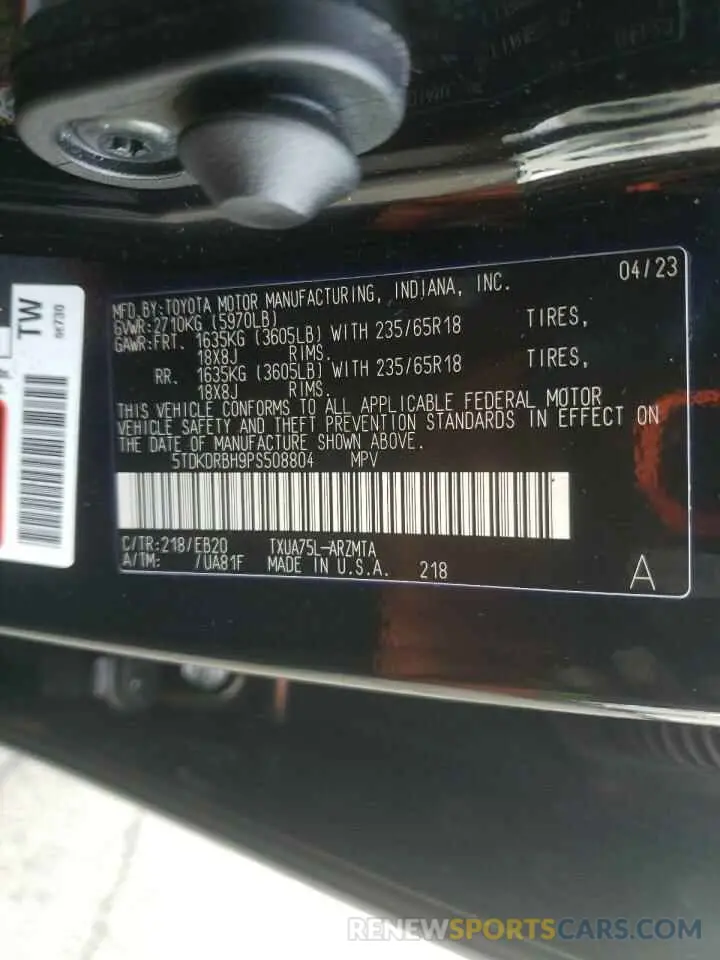 04/23
MFD.BY:TOYOTA MOTOR MANUFACTURING, INDIANA, INC.
GVWR:2710KG (5970LB)
GAWR:FRT. 1635KG (3605LB) WITH 235/65R18 TIRES,
18X8J RIMS.
RR. 1635KG (3605LB) WITH 235/65R18 TIRES,
18X8J RIMS.
THIS VEHICLE CONFORMS TO ALL APPLICABLE FEDERAL MOTOR
VEHICLE SAFETY AND THEFT PREVENTION STANDARDS IN EFFECT ON
THE DATE OF MANUFACTURE SHOWN ABOVE.
5TDKDRBH9PS508804 MPV
C/TR:218/EB20 TXUA75L-ARZMTA
A/TM: /UA81F MADE IN U.S.A. 218
A
TW
RENEWSPORTSCARS.COM